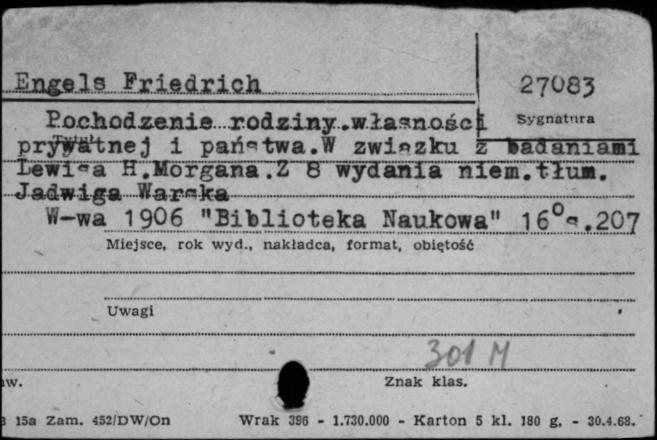 Engels Friedrich
27083
Sygnatura
Pochodzenie rodziny.własności
prywatnej i państwa.W związku z badaniami
Lewisa H.Morgana.Z 8 wydania niem.tłum.
Jadwiga Warska
W-wa 1906 "Biblioteka Naukowa" 16° s.207
Miejsce, rok wyd., nakładca, format, obiętość
Uwagi
301 M
Znak klas.
15a Zam. 452/DW/On Wrak 396 - 1.730.000 - Karton 5 kl. 180 g. - 30.4.68.